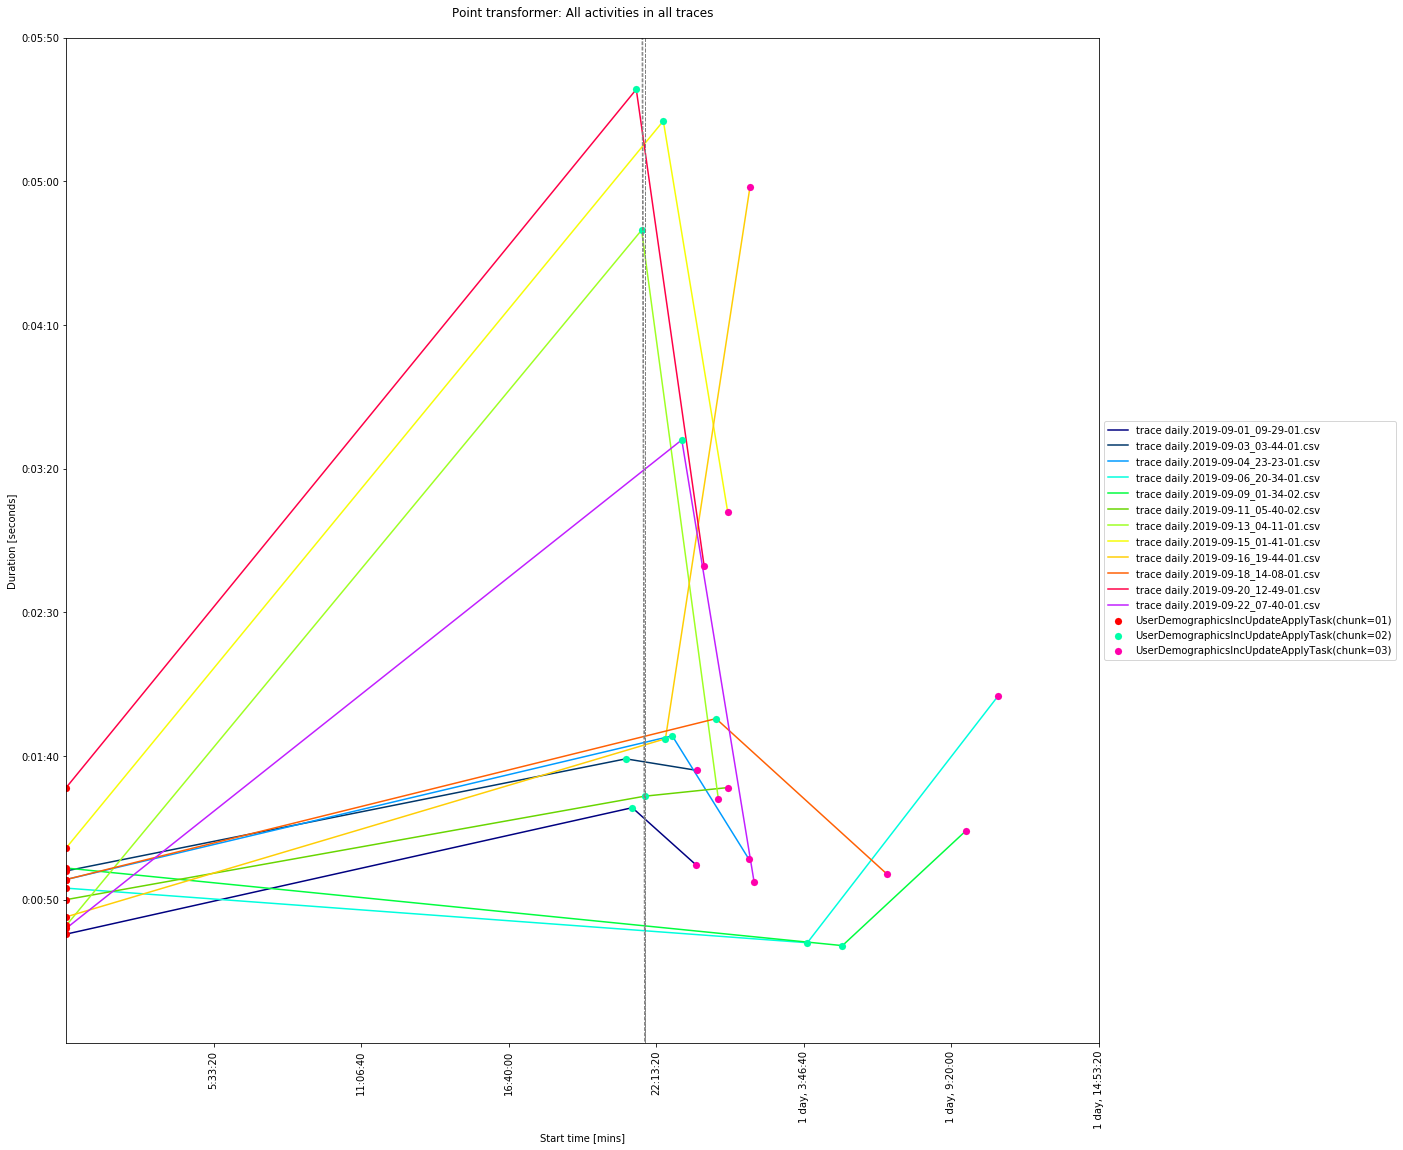 Point transformer: All activities in all traces
0:05:50
0:05:00
0:04:10
0:03:20
0:02:30
0:01:40
0:00:50
Duration [seconds]
5:33:20
11:06:40
16:40:00
22:13:20
1 day, 3:46:40
1 day, 9:20:00
1 day, 14:53:20
Start time [mins]
trace daily.2019-09-01_09-29-01.csv
trace daily.2019-09-03_03-44-01.csv
trace daily.2019-09-04_23-23-01.csv
trace daily.2019-09-06_20-34-01.csv
trace daily.2019-09-09_01-34-02.csv
trace daily.2019-09-11_05-40-02.csv
trace daily.2019-09-13_04-11-01.csv
trace daily.2019-09-15_01-41-01.csv
trace daily.2019-09-16_19-44-01.csv
trace daily.2019-09-18_14-08-01.csv
trace daily.2019-09-20_12-49-01.csv
trace daily.2019-09-22_07-40-01.csv
UserDemographicsIncUpdateApplyTask(chunk=01)
UserDemographicsIncUpdateApplyTask(chunk=02)
UserDemographicsIncUpdateApplyTask(chunk=03)